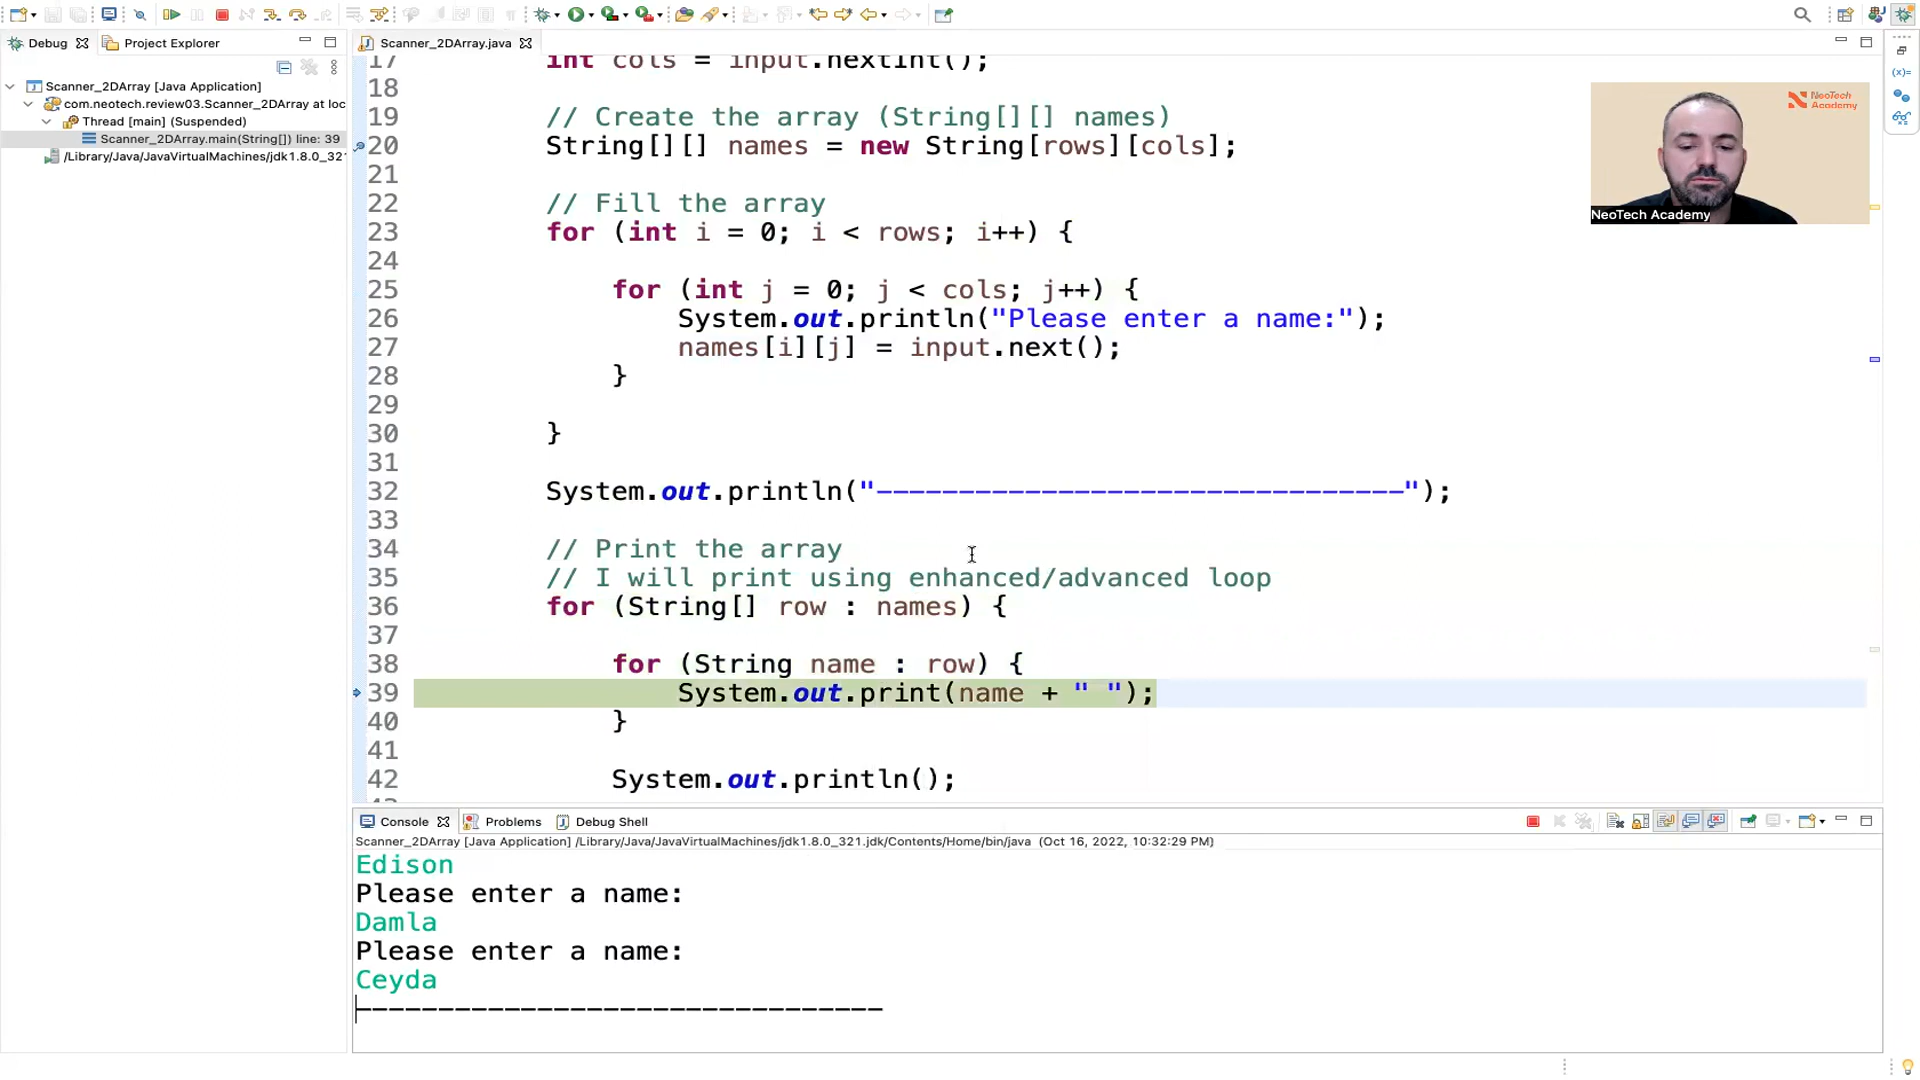 Debug
Project Explorer
Scanner_2DArray.java
Scanner_2DArray [Java Application]
com.neotech.review03.Scanner_2DArray at loc
Thread [main] (Suspended)
Scanner_2DArray.main(String[]) line: 39
/Library/Java/JavaVirtualMachines/jdk1.8.0_321
17 int cols = input.nextInt();
18
19 // Create the array (String[][] names)
20 String[][] names = new String[rows][cols];
21
22 // Fill the array
23 for (int i = 0; i < rows; i++) {
24
25 for (int j = 0; j < cols; j++) {
26 System.out.println("Please enter a name:");
27 names[i][j] = input.next();
28 }
29
30 }
31
32 System.out.println("--------------------------------");
33
34 // Print the array
35 // I will print using enhanced/advanced loop
36 for (String[] row : names) {
37
38 for (String name : row) {
39 System.out.print(name + " ");
40 }
41
42 System.out.println();
NeoTech
Academy
NeoTech Academy
(x)=
Console
Problems
Debug Shell
Scanner_2DArray [Java Application] /Library/Java/JavaVirtualMachines/jdk1.8.0_321.jdk/Contents/Home/bin/java (Oct 16, 2022, 10:32:29 PM)
Edison
Please enter a name:
Damla
Please enter a name:
Ceyda
--------------------------------